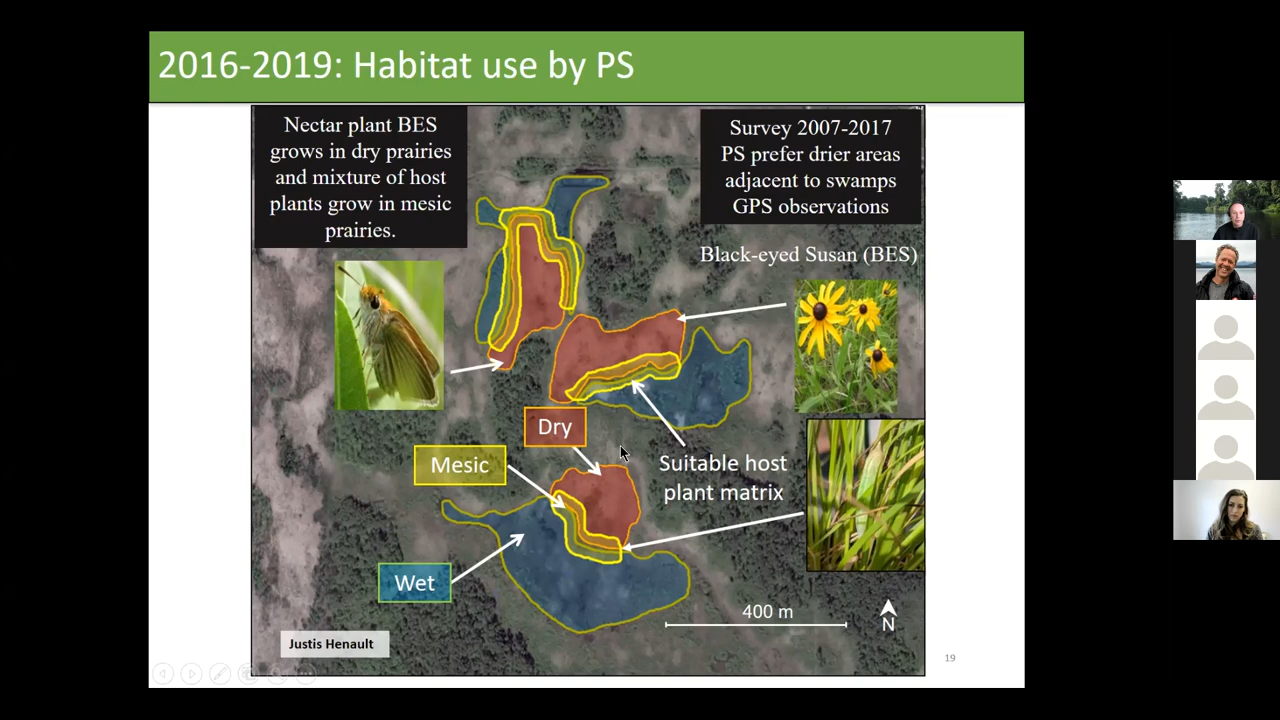 2016-2019: Habitat use by PS
Nectar plant BES
grows in dry prairies
and mixture of host
plants grow in mesic
prairies.
Survey 2007-2017
PS prefer drier areas
adjacent to swamps
GPS observations
Black-eyed Susan (BES)
Dry
Mesic
Suitable host
plant matrix
Wet
400 m
N
Justis Henault
19